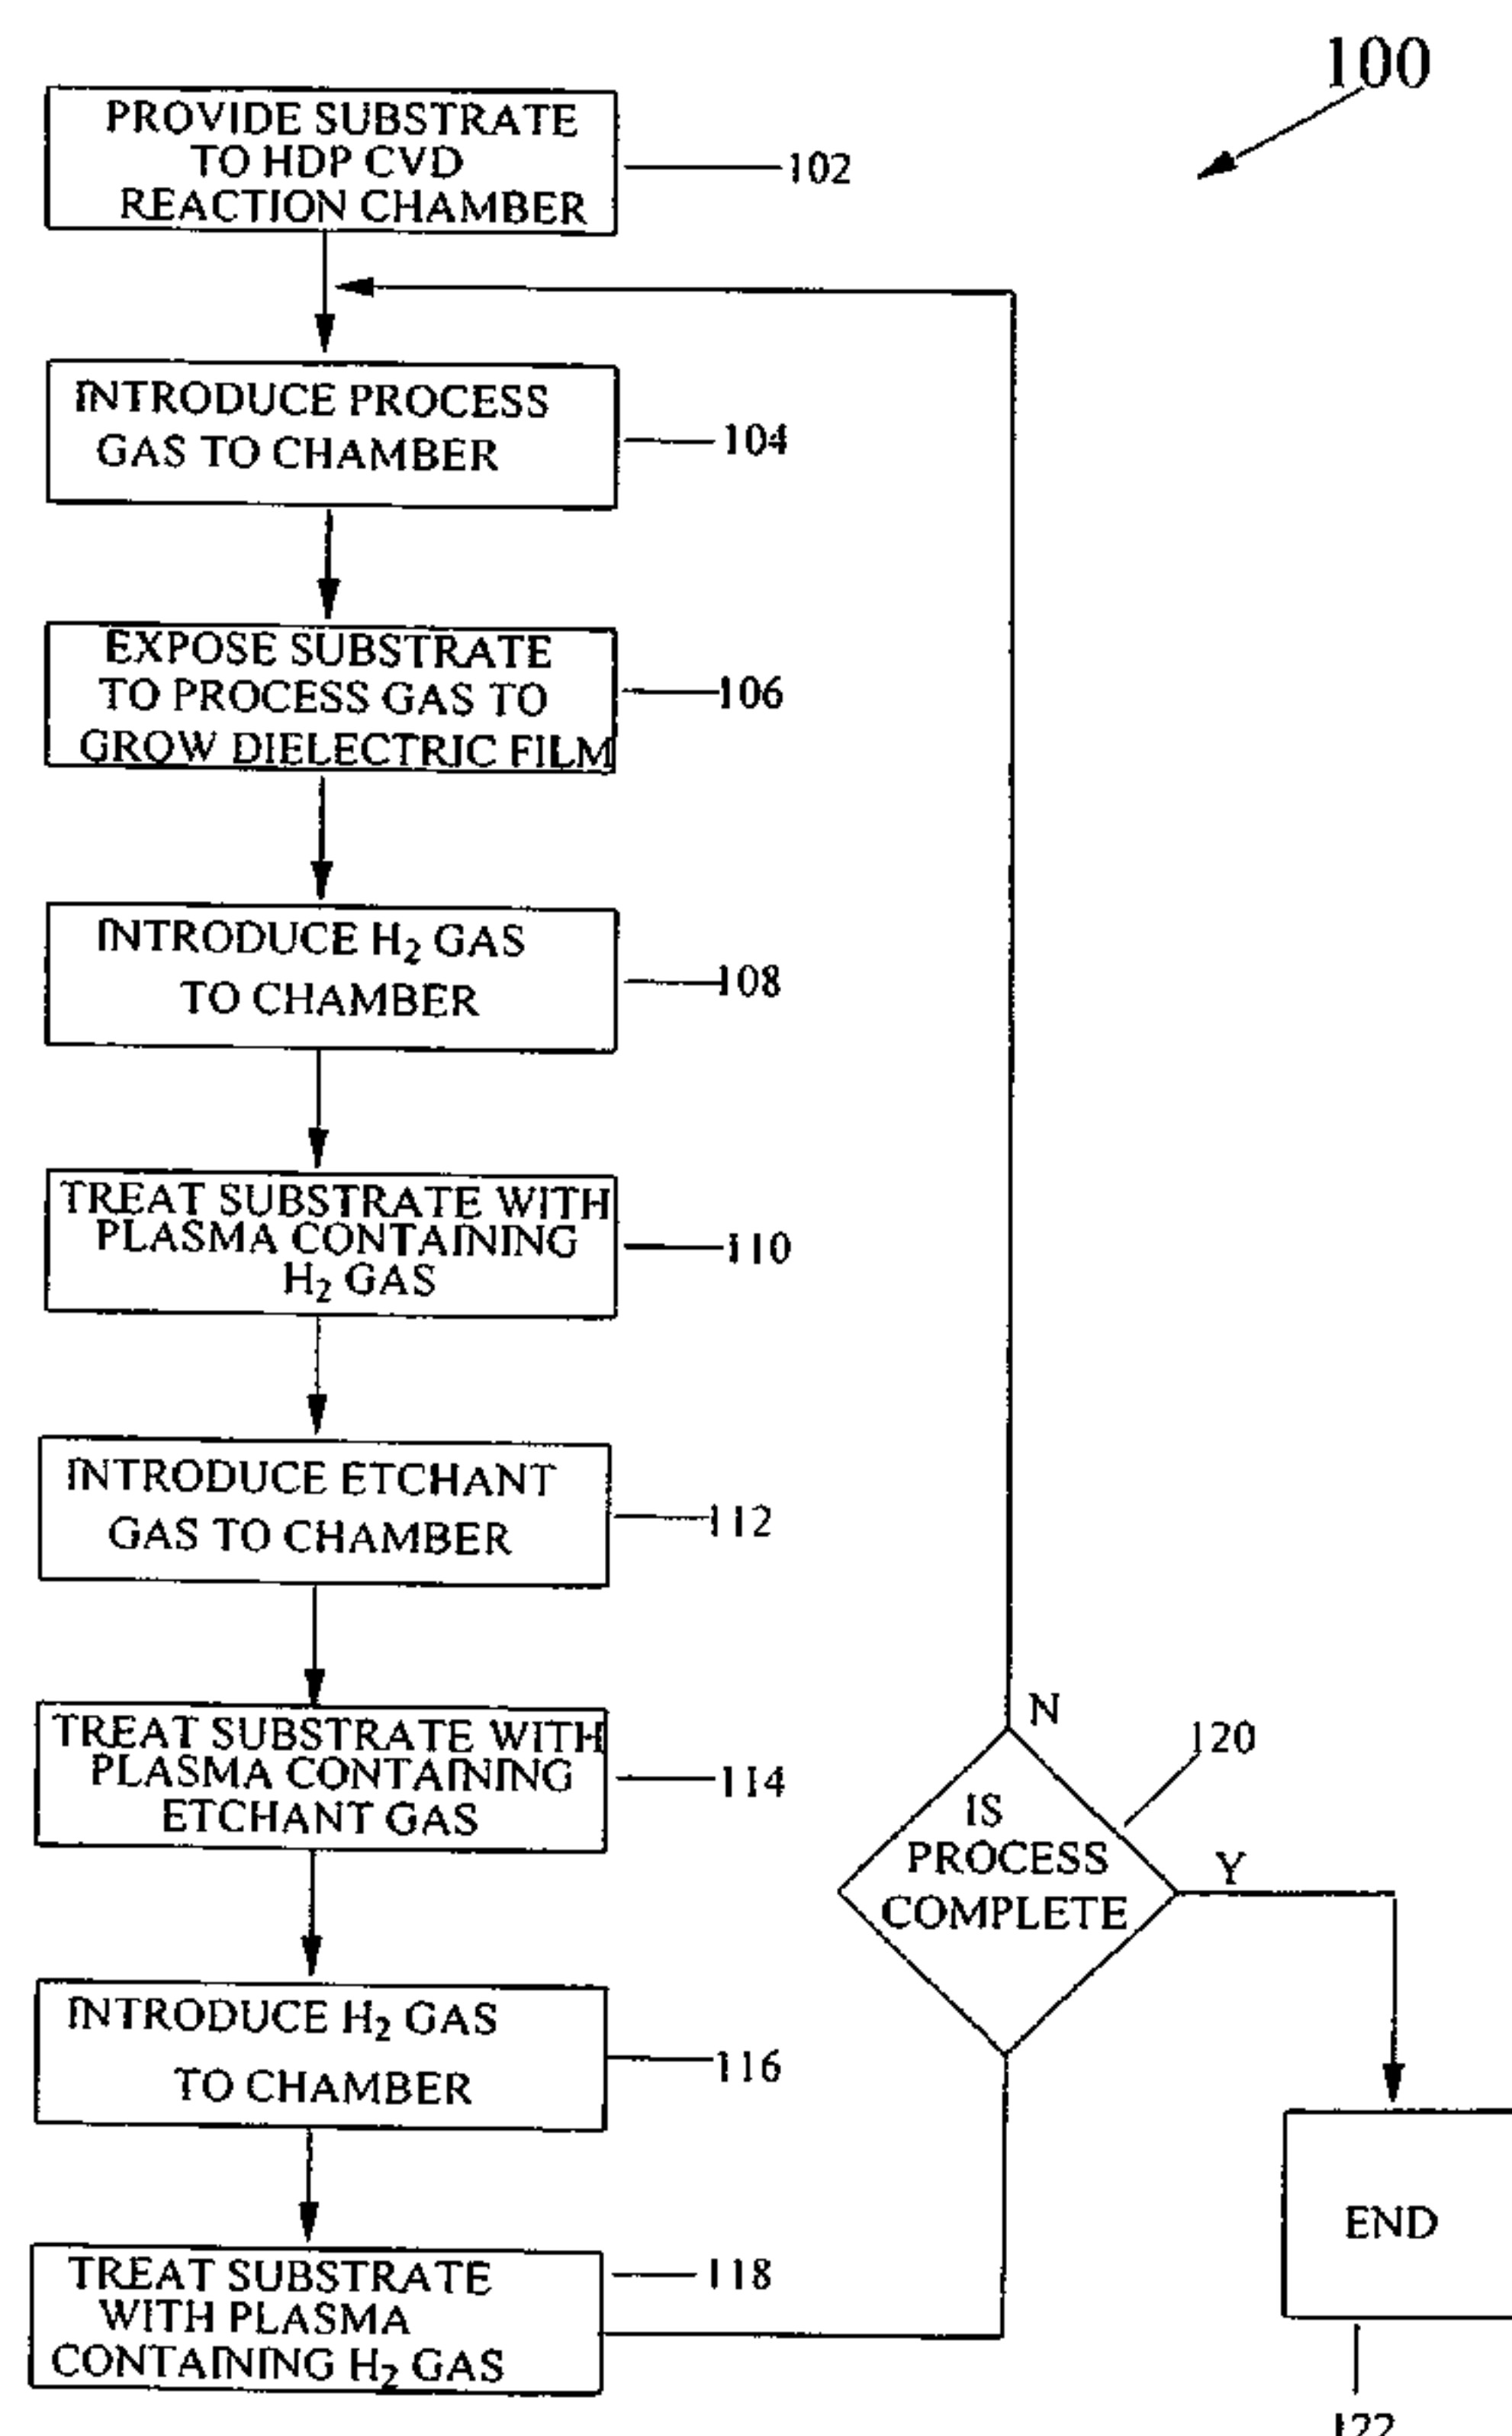 100
PROVIDE SUBSTRATE
TO HDP CVD
REACTION CHAMBER
102
INTRODUCE PROCESS
GAS TO CHAMBER
104
EXPOSE SUBSTRATE
TO PROCESS GAS TO
GROW DIELECTRIC FILM
106
INTRODUCE H₂ GAS
TO CHAMBER
108
TREAT SUBSTRATE WITH
PLASMA CONTAINING
H₂ GAS
110
INTRODUCE ETCHANT
GAS TO CHAMBER
112
TREAT SUBSTRATE WITH
PLASMA CONTAINING
ETCHANT GAS
114
INTRODUCE H₂ GAS
TO CHAMBER
116
TREAT SUBSTRATE
WITH PLASMA
CONTAINING H₂ GAS
118
N
120
IS
PROCESS
COMPLETE
Y
END
122